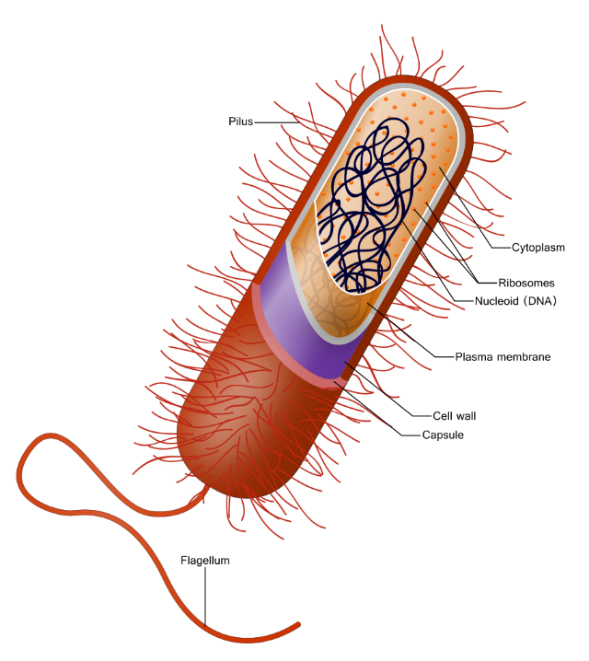 Pilus
Cytoplasm
Ribosomes
Nucleoid (DNA)
Plasma membrane
Cell wall
Capsule
Flagellum